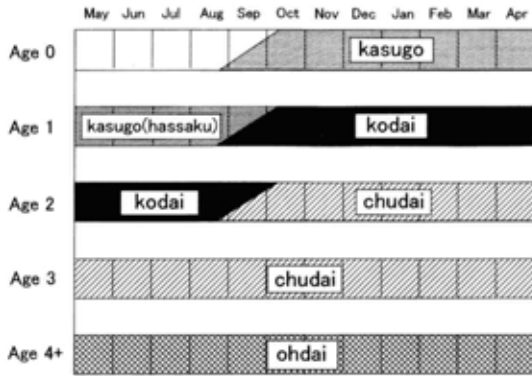 May Jun Jul Aug Sep Oct Nov Dec Jan Feb Mar Apr
Age 0 kasugo
Age 1 kasugo(hassaku) kodai
Age 2 kodai chudai
Age 3 chudai
Age 4+ ohdai